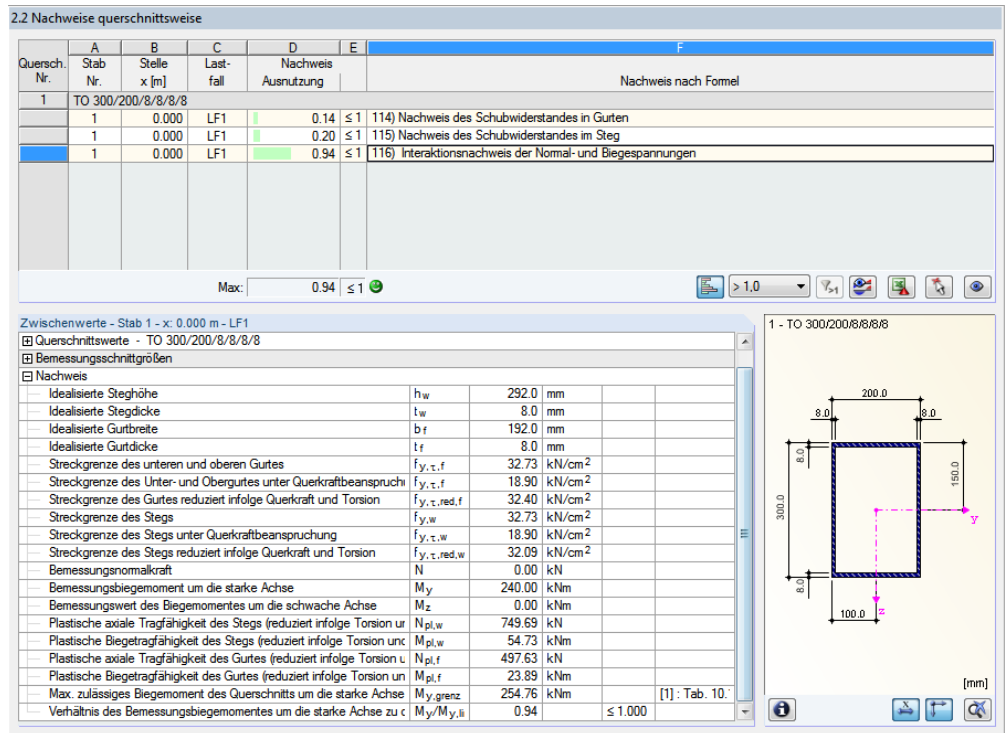 2.2 Nachweise querschnittsweise
A B C D E F
Quersch. Stab Stelle Last- Nachweis
Nr. Nr. x [m] fall Ausnutzung Nachweis nach Formel
1 TO 300/200/8/8/8/8
1 0.000 LF1 0.14 ≤ 1 114) Nachweis des Schubwiderstandes in Gurten
1 0.000 LF1 0.20 ≤ 1 115) Nachweis des Schubwiderstandes im Steg
1 0.000 LF1 0.94 ≤ 1 116) Interaktionsnachweis der Normal- und Biegespannungen
Max: 0.94 ≤ 1 > 1,0
Zwischenwerte - Stab 1 - x: 0.000 m - LF1
Querschnittswerte - TO 300/200/8/8/8/8
Bemessungsschnittgrößen
Nachweis
Idealisierte Steghöhe hw 292.0 mm
Idealisierte Stegdicke tw 8.0 mm
Idealisierte Gurtbreite bf 192.0 mm
Idealisierte Gurtdicke tf 8.0 mm
Streckgrenze des unteren und oberen Gurtes fy,τ,f 32.73 kN/cm2
Streckgrenze des Unter- und Obergurtes unter Querkraftbeanspruchu fy,τ,f 18.90 kN/cm2
Streckgrenze des Gurtes reduziert infolge Querkraft und Torsion fy,τ,red,f 32.40 kN/cm2
Streckgrenze des Stegs fy,w 32.73 kN/cm2
Streckgrenze des Stegs unter Querkraftbeanspruchung fy,τ,w 18.90 kN/cm2
Streckgrenze des Stegs reduziert infolge Querkraft und Torsion fy,τ,red,w 32.09 kN/cm2
Bemessungsnormalkraft N 0.00 kN
Bemessungsbiegemoment um die starke Achse My 240.00 kNm
Bemessungswert des Biegemomentes um die schwache Achse Mz 0.00 kNm
Plastische axiale Tragfähigkeit des Stegs (reduziert infolge Torsion ur Npl,w 749.69 kN
Plastische Biegetragfähigkeit des Stegs (reduziert infolge Torsion unc Mpl,w 54.73 kNm
Plastische axiale Tragfähigkeit des Gurtes (reduziert infolge Torsion u Npl,f 497.63 kN
Plastische Biegetragfähigkeit des Gurtes (reduziert infolge Torsion un Mpl,f 23.89 kNm
Max. zulässiges Biegemoment des Querschnitts um die starke Achse My,grenz 254.76 kNm [1] : Tab. 10.
Verhältnis des Bemessungsbiegemomentes um die starke Achse zu c My/My,li 0.94 ≤ 1.000
1 - TO 300/200/8/8/8/8
200.0
8.0 8.0
8.0
150.0
300.0
y
8.0
100.0 z
[mm]